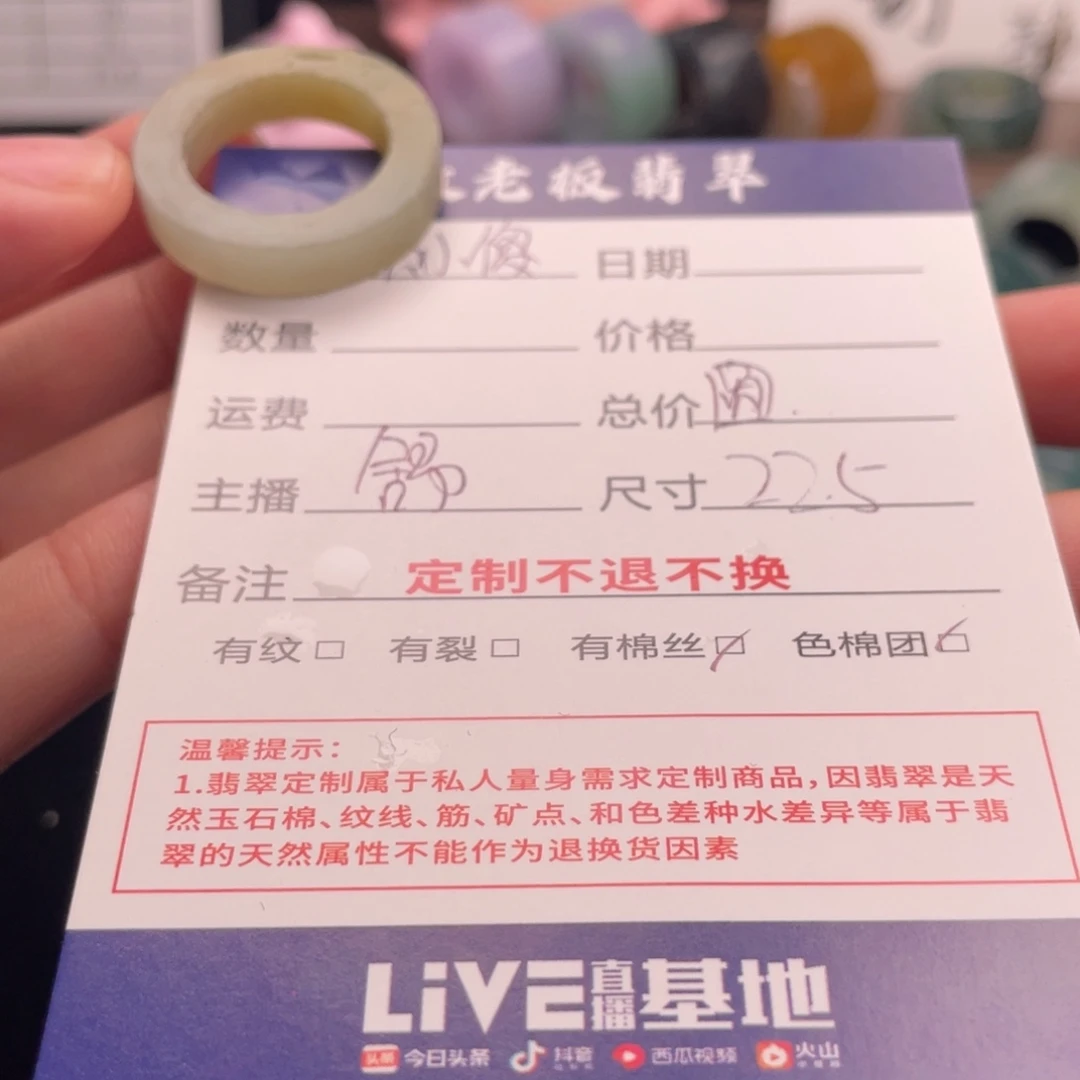 老板翡翠
日期
数量 价格
运费 总价
主播 舒 尺寸 22.5
备注 定制不退不换
有纹□ 有裂□ 有棉丝☑ 色棉团☑
温馨提示:
1.翡翠定制属于私人量身需求定制商品,因翡翠是天
然玉石棉、纹线、筋、矿点、和色差种水差异等属于翡
翠的天然属性不能作为退换货因素
LiVE直播基地
头条 今日头条 抖音 西瓜视频 火山